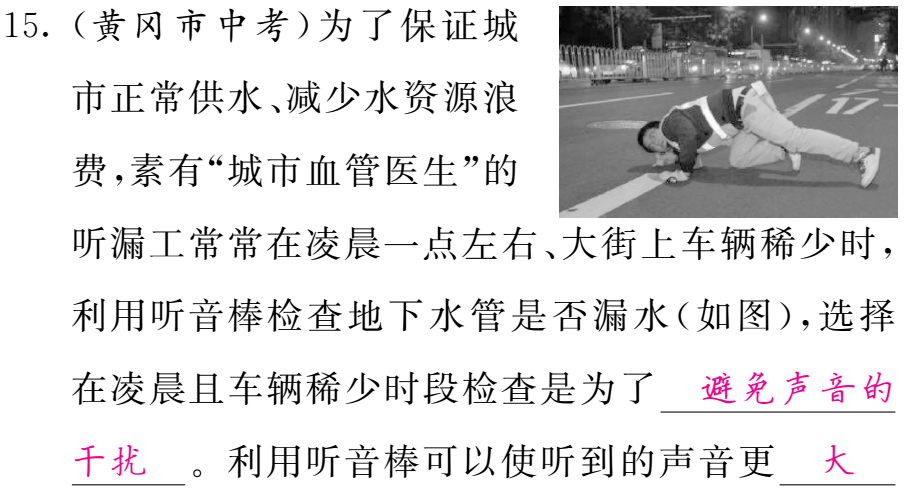 15. (黄冈市中考)为了保证城
市正常供水、减少水资源浪
费,素有“城市血管医生”的
听漏工常常在凌晨一点左右、大街上车辆稀少时,
利用听音棒检查地下水管是否漏水(如图),选择
在凌晨且车辆稀少时段检查是为了 避免声音的
干扰 。利用听音棒可以使听到的声音更 大
17